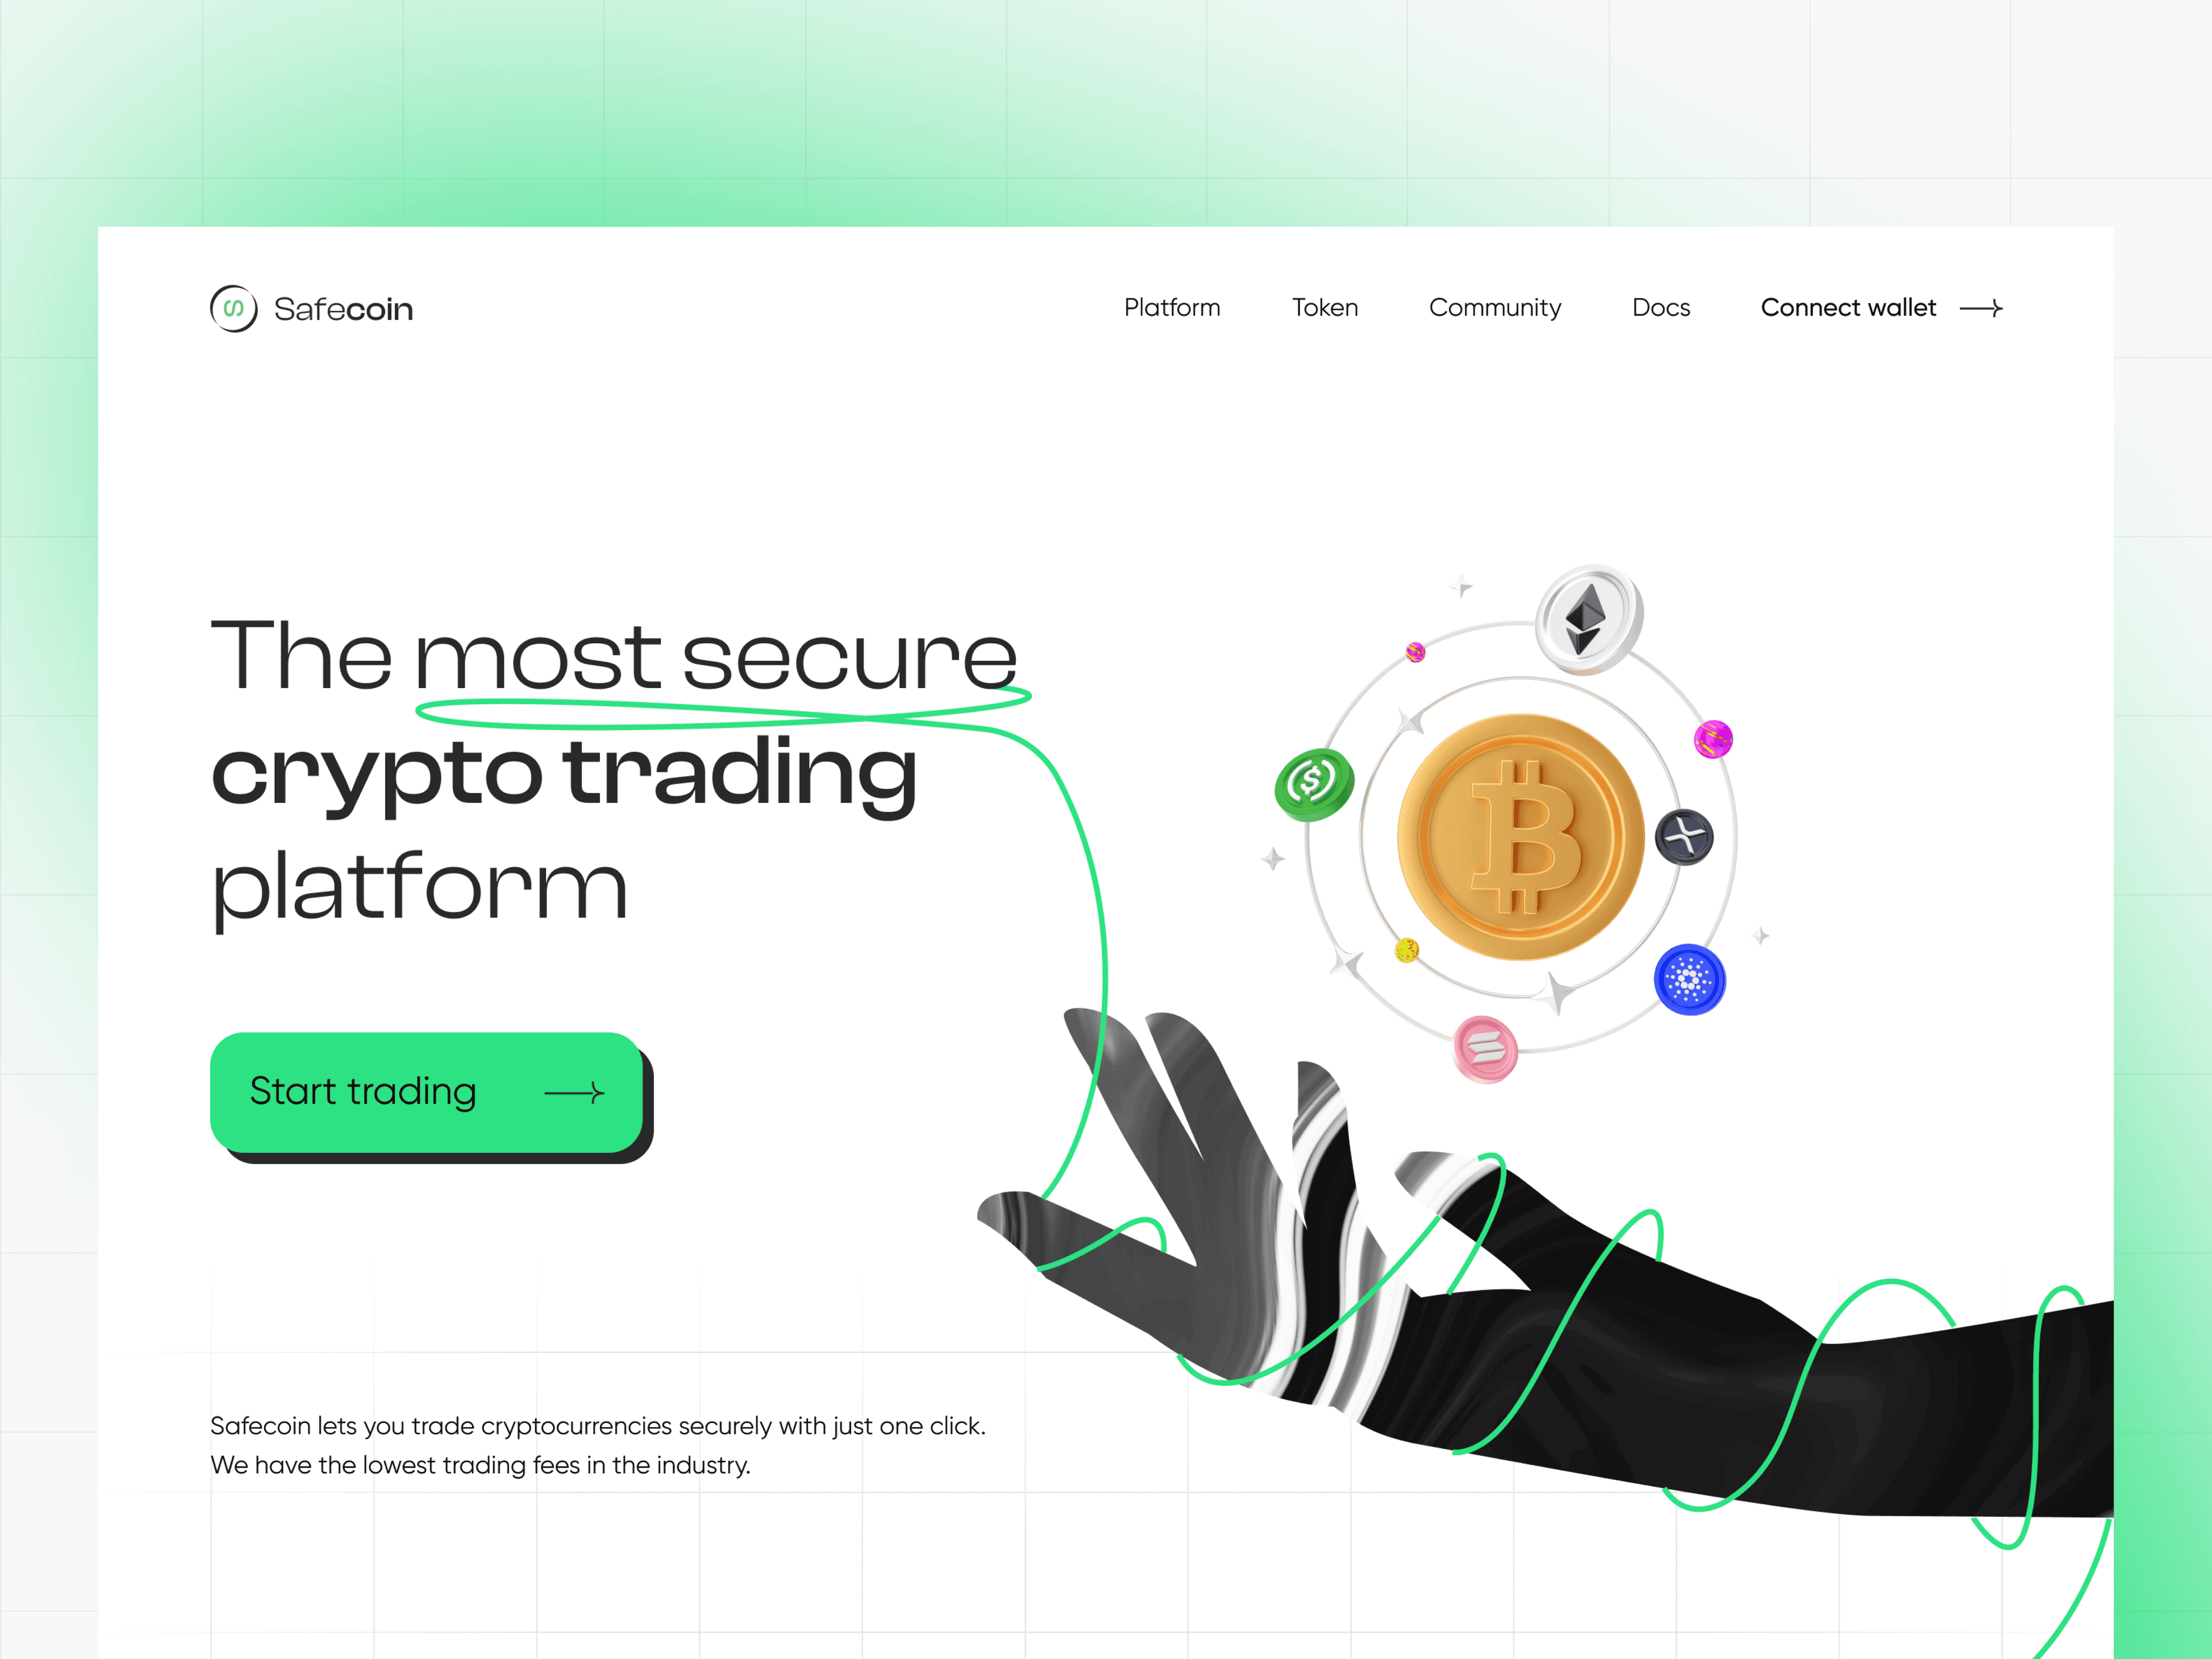 Safecoin
Platform
Token
Community
Docs
Connect wallet
The most secure
crypto trading
platform
Start trading
Safecoin lets you trade cryptocurrencies securely with just one click.
We have the lowest trading fees in the industry.